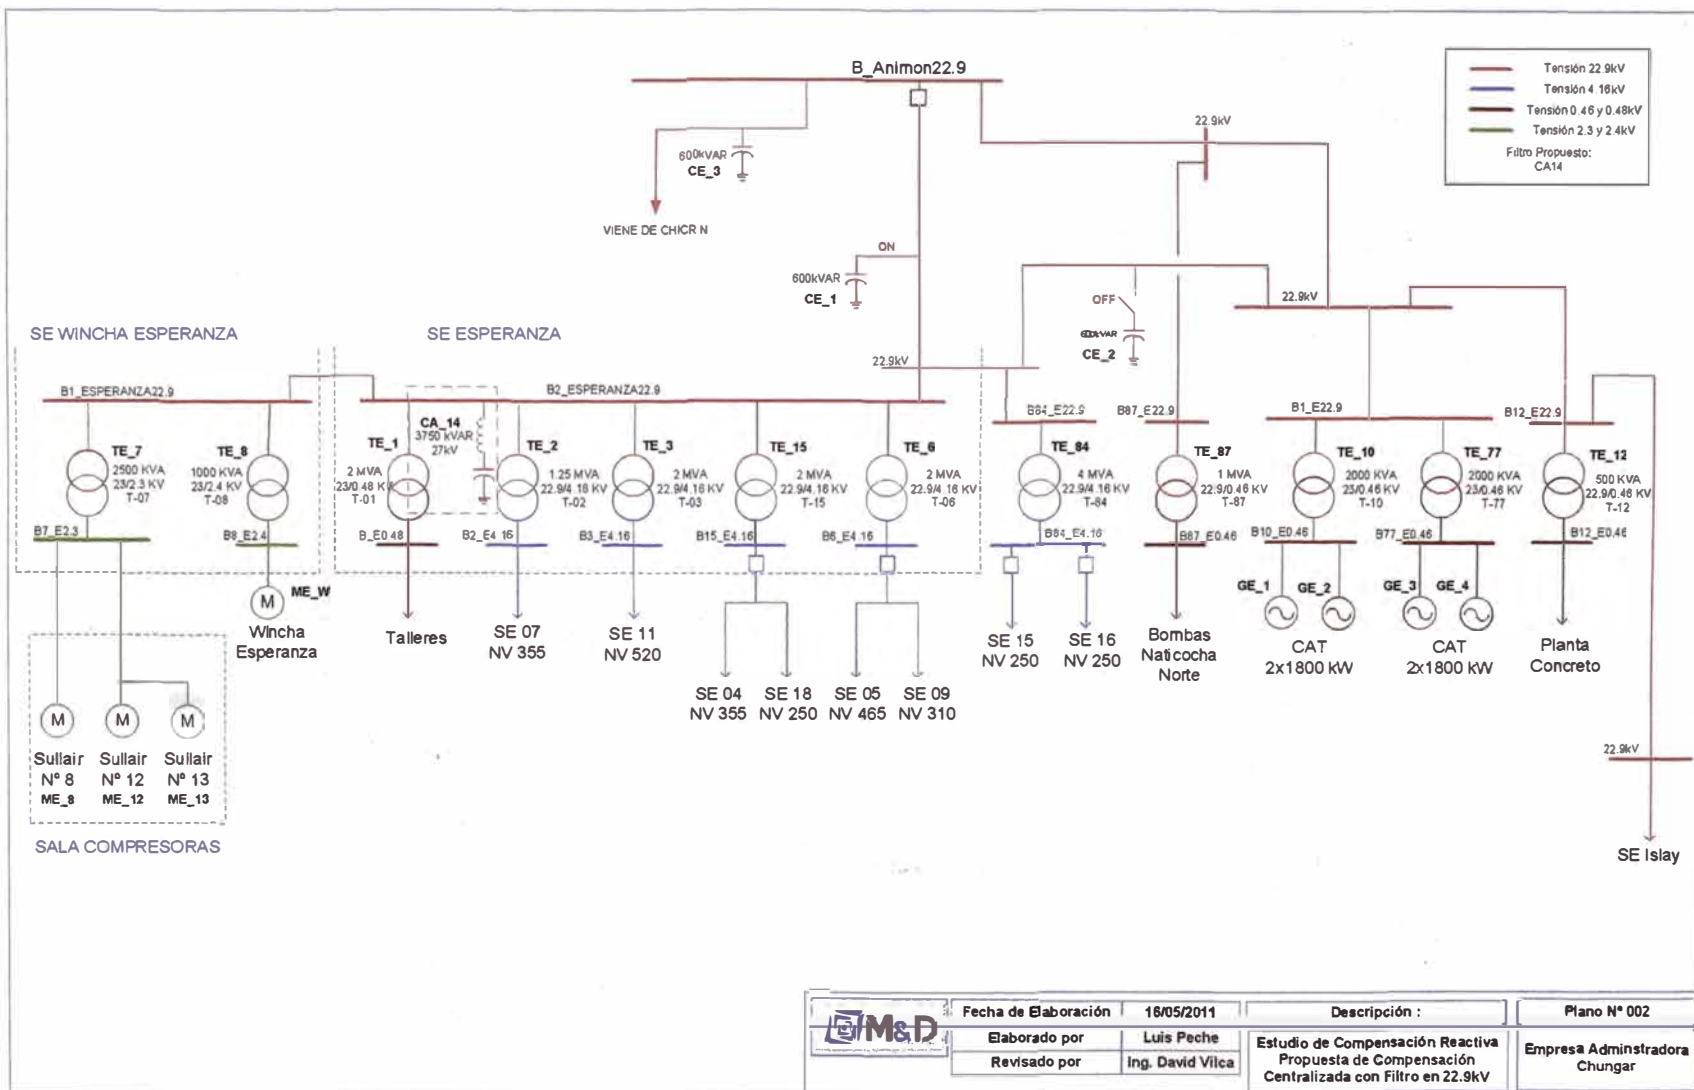 B_Animon22.9
Tensión 22.9kV
Tensión 4.16kV
Tensión 0.46 y 0.48kV
Tensión 2.3 y 2.4kV
Filtro Propuesto:
CA14
22.9kV
600kVAR
CE_3
VIENE DE CHICR N
ON
600kVAR
CE_1
OFF
CE_2
22.9kV
22.9kV
SE WINCHA ESPERANZA
SE ESPERANZA
B1_ESPERANZA22.9
B2_ESPERANZA22.9
B84_E22.9
B87_E22.9
B1_E22.9
B12_E22.9
TE_7
2500 KVA
23/2.3 KV
T-07
TE_8
1000 KVA
23/2.4 KV
T-08
TE_1
2 MVA
23/0.48 KV
T-01
CA_14
3750 kVAR
27kV
TE_2
1.25 MVA
22.9/4.16 KV
T-02
TE_3
2 MVA
22.9/4.16 KV
T-03
TE_15
2 MVA
22.9/4.16 KV
T-15
TE_6
2 MVA
22.9/4.16 KV
T-06
TE_84
4 MVA
22.9/4.16 KV
T-84
TE_87
1 MVA
22.9/0.46 KV
T-87
TE_10
2000 KVA
23/0.46 KV
T-10
TE_77
2000 KVA
23/0.46 KV
T-77
TE_12
500 KVA
22.9/0.46 KV
T-12
B7_E2.3
B8_E2.4
B_E0.48
B2_E4.16
B3_E4.16
B15_E4.16
B6_E4.16
B84_E4.16
B87_E0.46
B10_E0.46
B77_E0.46
B12_E0.46
M
ME_W
Wincha
Esperanza
Talleres
SE 07
NV 355
SE 11
NV 520
SE 04
NV 355
SE 18
NV 250
SE 05
NV 465
SE 09
NV 310
SE 15
NV 250
SE 16
NV 250
Bombas
Naticocha
Norte
GE_1
GE_2
CAT
2x1800 kW
GE_3
GE_4
CAT
2x1800 kW
Planta
Concreto
M
M
M
Sullair
Nº 8
ME_8
Sullair
Nº 12
ME_12
Sullair
Nº 13
ME_13
SALA COMPRESORAS
22.9kV
SE Islay
M&D
Fecha de Elaboración
16/05/2011
Descripción :
Plano Nº 002
Elaborado por
Luis Peche
Revisado por
Ing. David Vilca
Estudio de Compensación Reactiva
Propuesta de Compensación
Centralizada con Filtro en 22.9kV
Empresa Adminstradora
Chungar